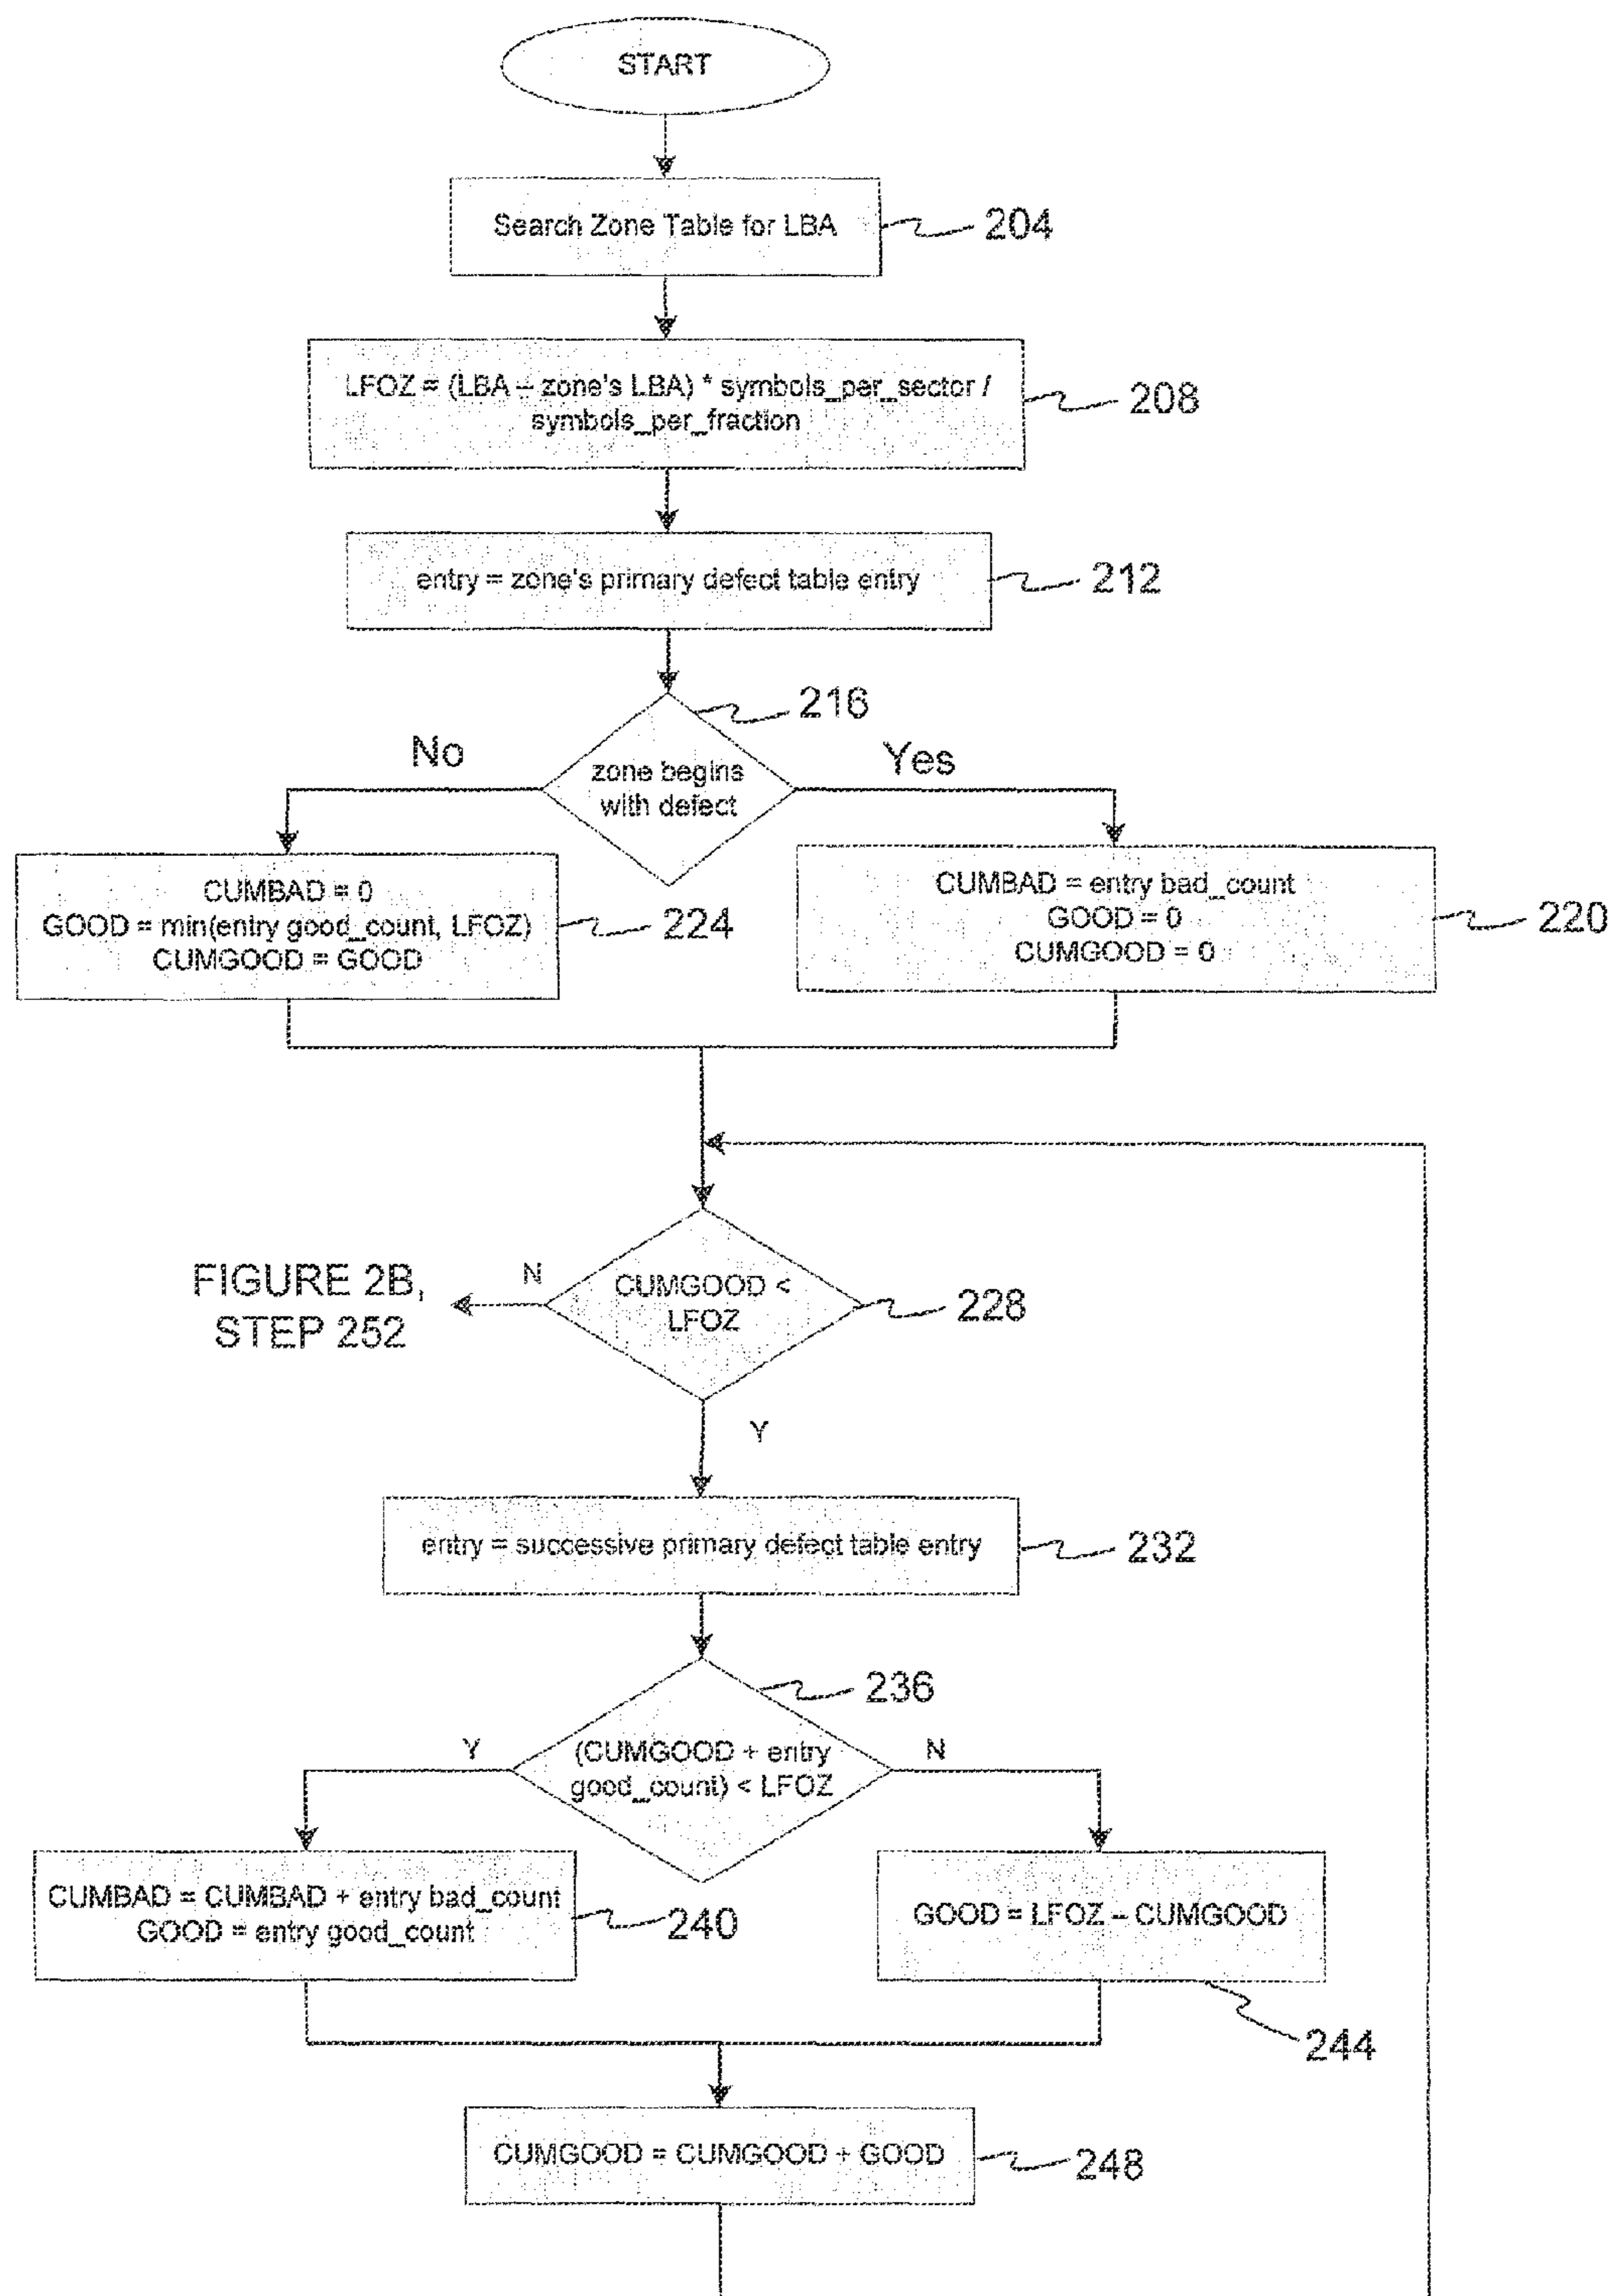 START
Search Zone Table for LBA
204
LFOZ = (LBA – zone's LBA) * symbols_per_sector /
symbols_per_fraction
208
entry = zone's primary defect table entry
212
216
No
Yes
zone begins
with defect
CUMBAD = 0
GOOD = min(entry good_count, LFOZ)
CUMGOOD = GOOD
224
CUMBAD = entry bad_count
GOOD = 0
CUMGOOD = 0
220
FIGURE 2B,
STEP 252
N
CUMGOOD <
LFOZ
228
Y
entry = successive primary defect table entry
232
236
Y
(CUMGOOD + entry
good_count) < LFOZ
N
CUMBAD = CUMBAD + entry bad_count
GOOD = entry good_count
240
GOOD = LFOZ – CUMGOOD
244
CUMGOOD = CUMGOOD + GOOD
248